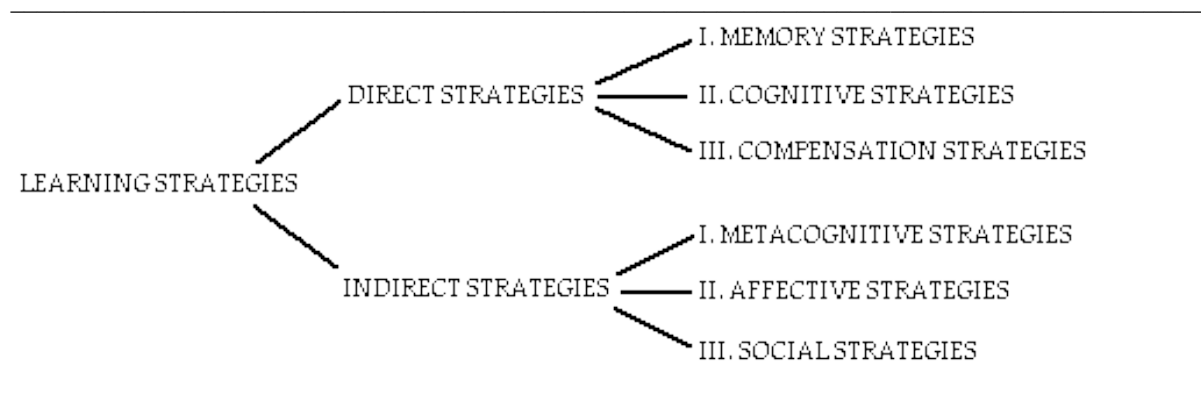 I. MEMORY STRATEGIES
DIRECT STRATEGIES
II. COGNITIVE STRATEGIES
III. COMPENSATION STRATEGIES
LEARNING STRATEGIES
I. METACOGNITIVE STRATEGIES
INDIRECT STRATEGIES
II. AFFECTIVE STRATEGIES
III. SOCIAL STRATEGIES